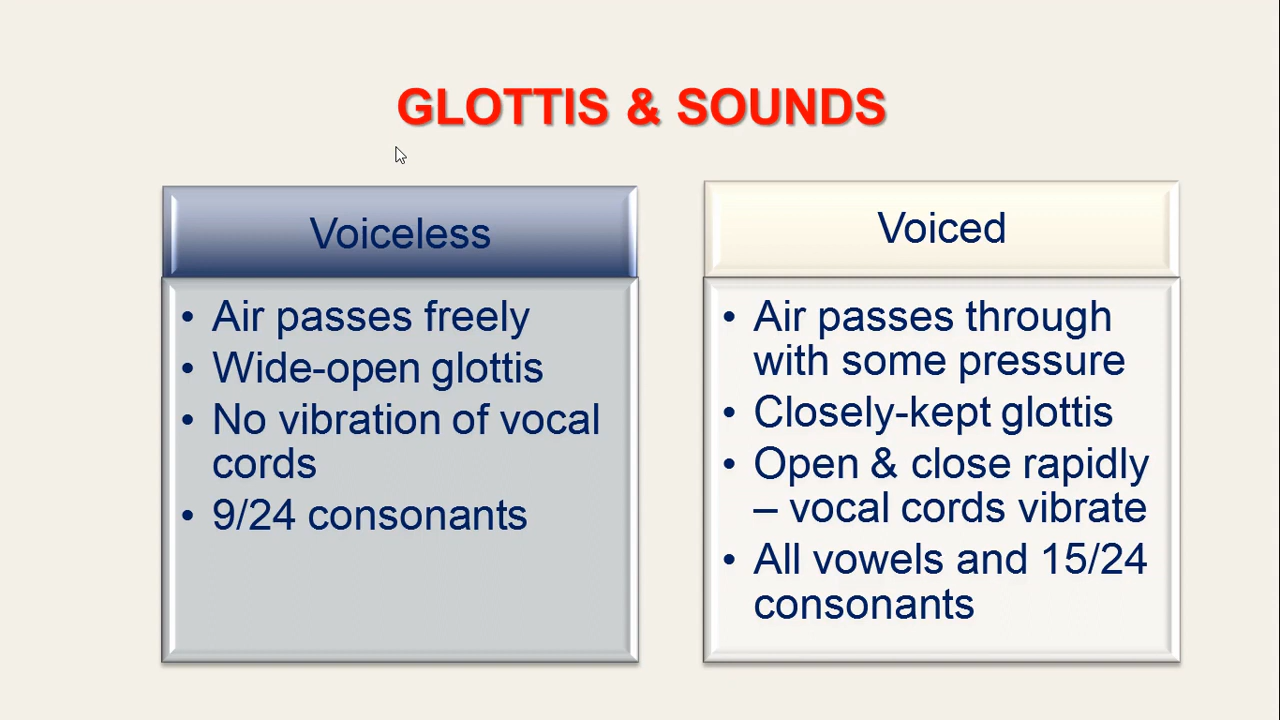 GLOTTIS & SOUNDS
Voiceless
• Air passes freely
• Wide-open glottis
• No vibration of vocal
cords
• 9/24 consonants
Voiced
• Air passes through
with some pressure
• Closely-kept glottis
• Open & close rapidly
– vocal cords vibrate
• All vowels and 15/24
consonants